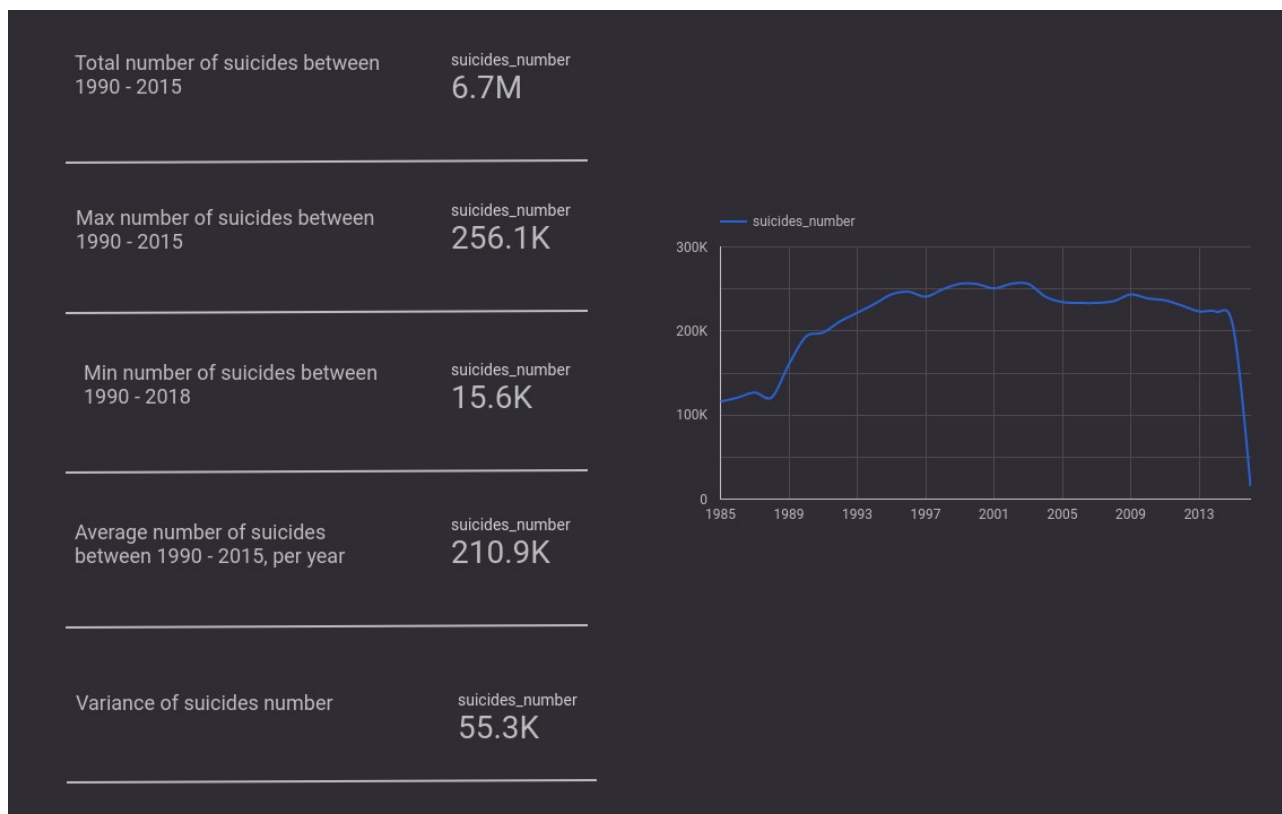 Total number of suicides between
1990 - 2015
suicides_number
6.7M
Max number of suicides between
1990 - 2015
suicides_number
256.1K
Min number of suicides between
1990 - 2018
suicides_number
15.6K
Average number of suicides
between 1990 - 2015, per year
suicides_number
210.9K
Variance of suicides number
suicides_number
55.3K
suicides_number
300K
200K
100K
0
1985 1989 1993 1997 2001 2005 2009 2013